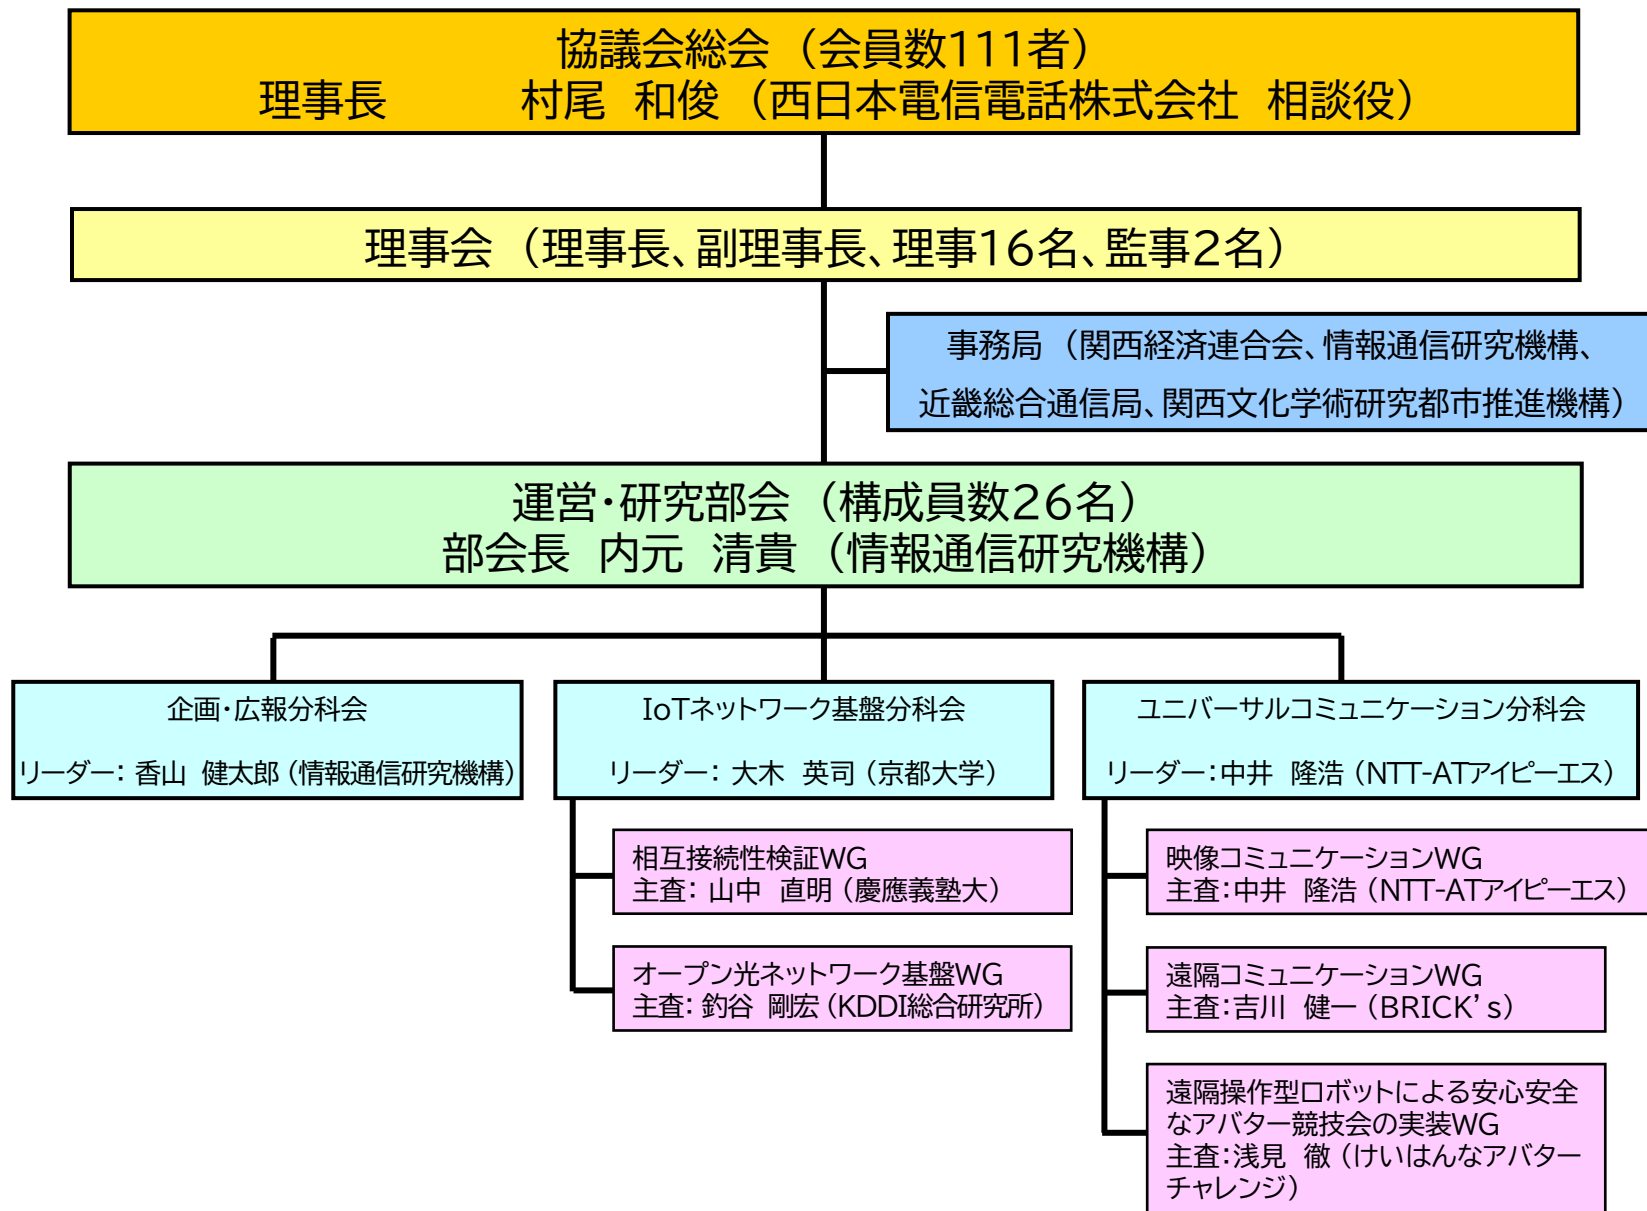 協議会総会（会員数111者）
理事長　　　村尾　和俊（西日本電信電話株式会社　相談役）
理事会（理事長、副理事長、理事16名、監事2名）
事務局（関西経済連合会、情報通信研究機構、
近畿総合通信局、関西文化学術研究都市推進機構）
運営・研究部会（構成員数26名）
部会長　内元　清貴（情報通信研究機構）
企画・広報分科会
リーダー：香山　健太郎（情報通信研究機構）
IoTネットワーク基盤分科会
リーダー：大木　英司（京都大学）
相互接続性検証WG
主査：山中　直明（慶應義塾大）
オープン光ネットワーク基盤WG
主査：釣谷　剛宏（KDDI総合研究所）
ユニバーサルコミュニケーション分科会
リーダー：中井　隆浩（NTT-ATアイピーエス）
映像コミュニケーションWG
主査：中井　隆浩（NTT-ATアイピーエス）
遠隔コミュニケーションWG
主査：吉川　健一（BRICK’s）
遠隔操作型ロボットによる安心安全
なアバター競技会の実装WG
主査：浅見　徹（けいはんなアバター
チャレンジ）